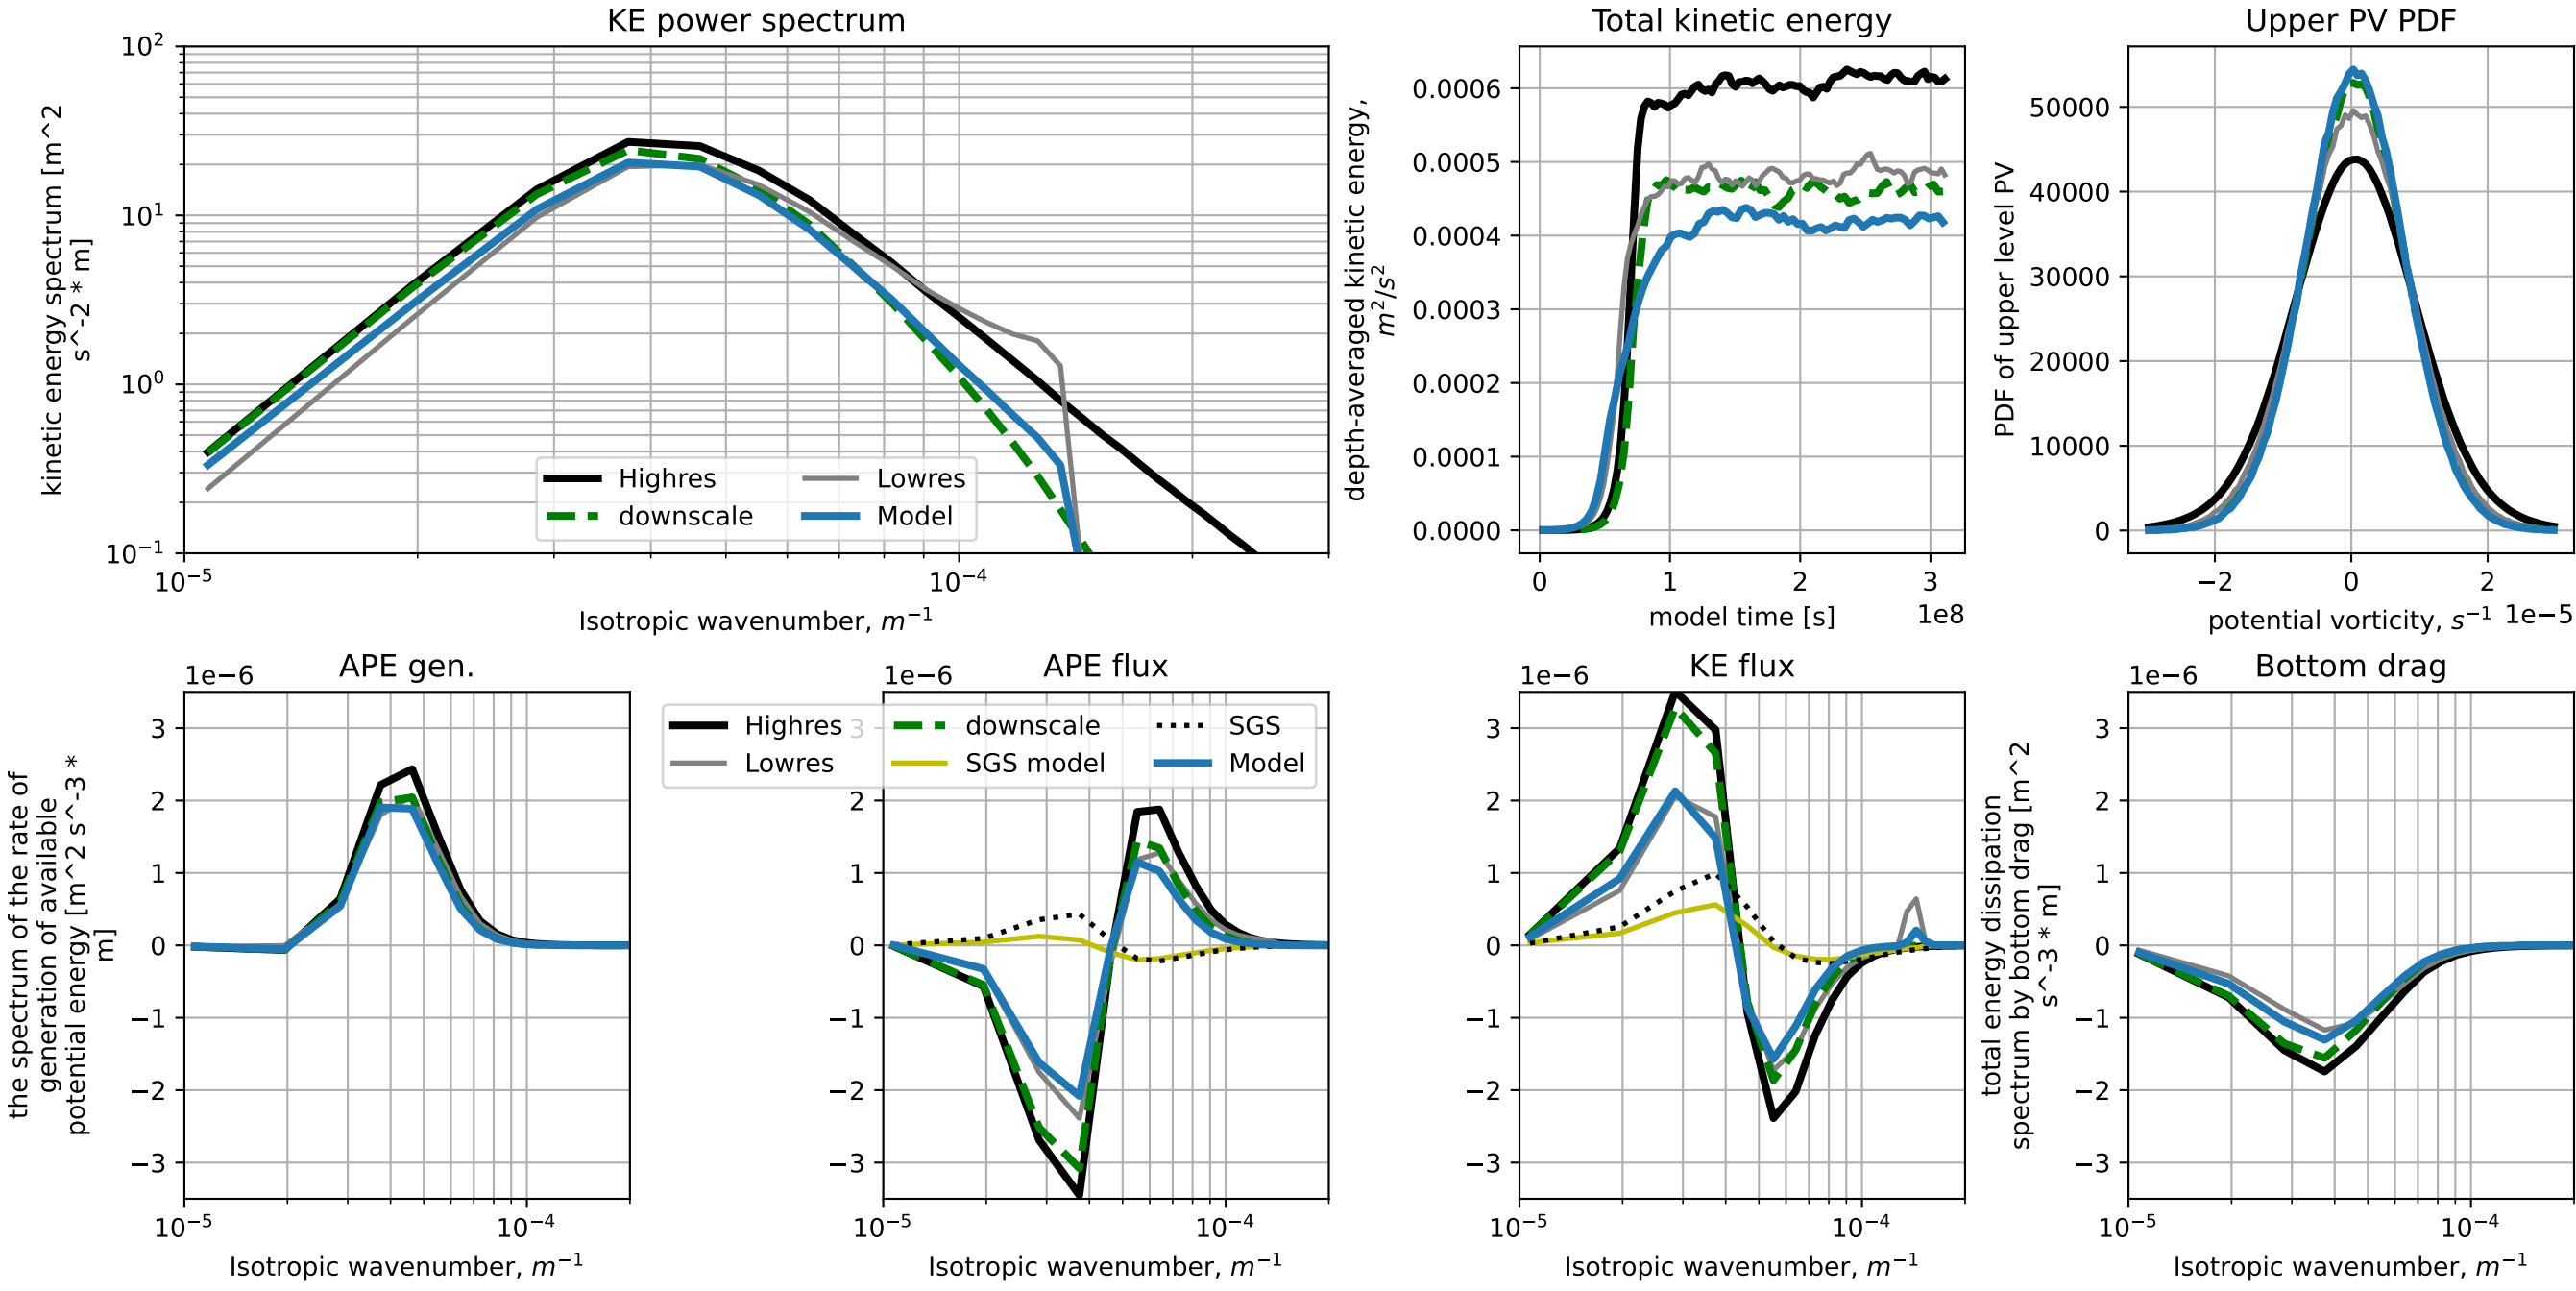 KE power spectrum
kinetic energy spectrum [m^2
s^-2 * m]
10²
10¹
10⁰
10⁻¹
10⁻⁵
10⁻⁴
Isotropic wavenumber, m⁻¹
Highres
Lowres
downscale
Model
Total kinetic energy
depth-averaged kinetic energy,
m²/s²
0.0006
0.0005
0.0004
0.0003
0.0002
0.0001
0.0000
0
1
2
3
1e8
model time [s]
Upper PV PDF
PDF of upper level PV
50000
40000
30000
20000
10000
0
−2
0
2
potential vorticity, s⁻¹
1e−5
APE gen.
1e−6
the spectrum of the rate of
generation of available
potential energy [m^2 s^-3 *
m]
3
2
1
0
−1
−2
−3
10⁻⁵
10⁻⁴
Isotropic wavenumber, m⁻¹
APE flux
1e−6
Highres
downscale
SGS
Lowres
SGS model
Model
3
2
1
0
−1
−2
−3
10⁻⁵
10⁻⁴
Isotropic wavenumber, m⁻¹
KE flux
1e−6
3
2
1
0
−1
−2
−3
10⁻⁵
10⁻⁴
Isotropic wavenumber, m⁻¹
Bottom drag
1e−6
total energy dissipation
spectrum by bottom drag [m^2
s^-3 * m]
3
2
1
0
−1
−2
−3
10⁻⁵
10⁻⁴
Isotropic wavenumber, m⁻¹